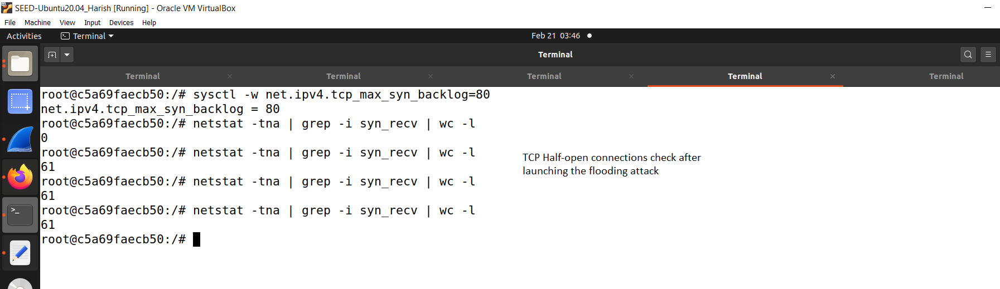 SEED-Ubuntu20.04_Harish [Running] - Oracle VM VirtualBox
File Machine View Input Devices Help
Activities Terminal Feb 21 03:46
Terminal
Terminal Terminal Terminal Terminal Terminal
root@c5a69faecb50:/# sysctl -w net.ipv4.tcp_max_syn_backlog=80
net.ipv4.tcp_max_syn_backlog = 80
root@c5a69faecb50:/# netstat -tna | grep -i syn_recv | wc -l
0
root@c5a69faecb50:/# netstat -tna | grep -i syn_recv | wc -l
61
root@c5a69faecb50:/# netstat -tna | grep -i syn_recv | wc -l
61
root@c5a69faecb50:/# netstat -tna | grep -i syn_recv | wc -l
61
root@c5a69faecb50:/#
TCP Half-open connections check after
launching the flooding attack